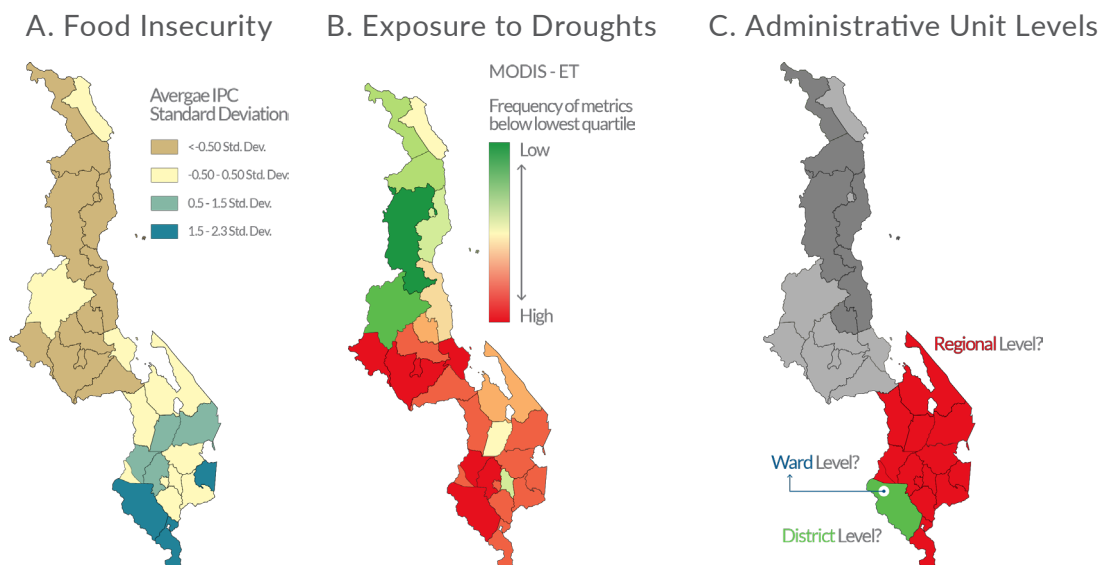 A. Food Insecurity
B. Exposure to Droughts
C. Administrative Unit Levels
Avergae IPC
Standard Deviation
<-0.50 Std. Dev.
-0.50 - 0.50 Std. Dev:
0.5 - 1.5 Std. Dev.
1.5 - 2.3 Std. Dev.
MODIS - ET
Frequency of metrics
below lowest quartile
Low
High
Regional Level?
Ward Level?
District Level?